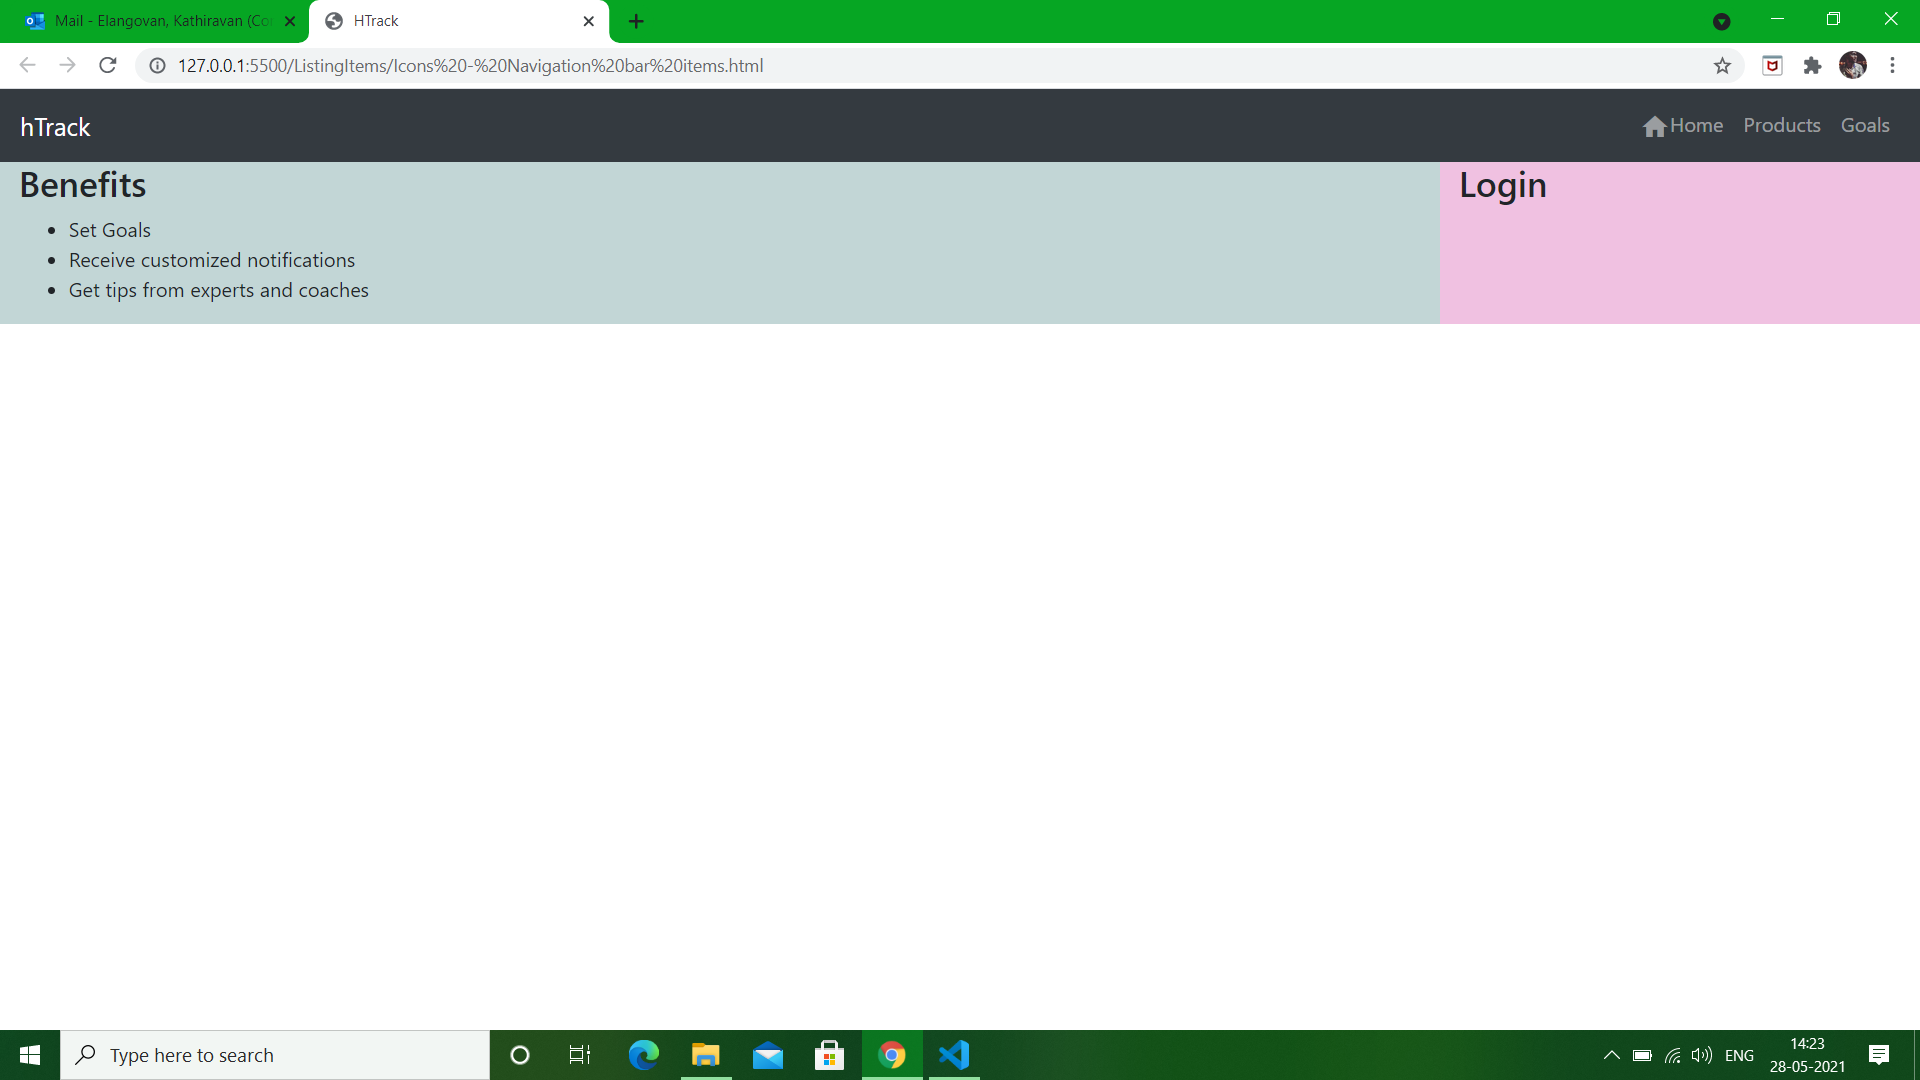 Mail - Elangovan, Kathiravan (Co
HTrack
127.0.0.1:5500/ListingItems/Icons%20-%20Navigation%20bar%20items.html
hTrack
Home Products Goals
Benefits
Login
Set Goals
Receive customized notifications
Get tips from experts and coaches
Type here to search
ENG
14:23
28-05-2021